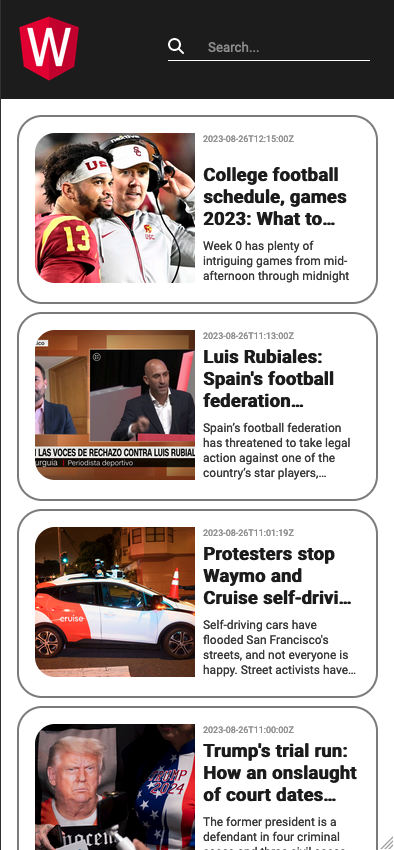 W
Search...
2023-08-26T12:15:00Z
College football
schedule, games
2023: What to…
Week 0 has plenty of
intriguing games from mid-
afternoon through midnight
13
2023-08-26T11:13:00Z
Luis Rubiales:
Spain's football
federation…
Spain’s football federation
has threatened to take legal
action against one of the
country’s star players,…
LAS VOCES DE RECHAZO CONTRA LUIS RUBIAL
urguía | Periodista deportivo
2023-08-26T11:01:19Z
Protesters stop
Waymo and
Cruise self-drivi…
Self-driving cars have
flooded San Francisco's
streets, and not everyone is
happy. Street activists have…
cruise
2023-08-26T11:00:00Z
Trump's trial run:
How an onslaught
of court dates…
The former president is a
defendant in four criminal
TRUMP
2024